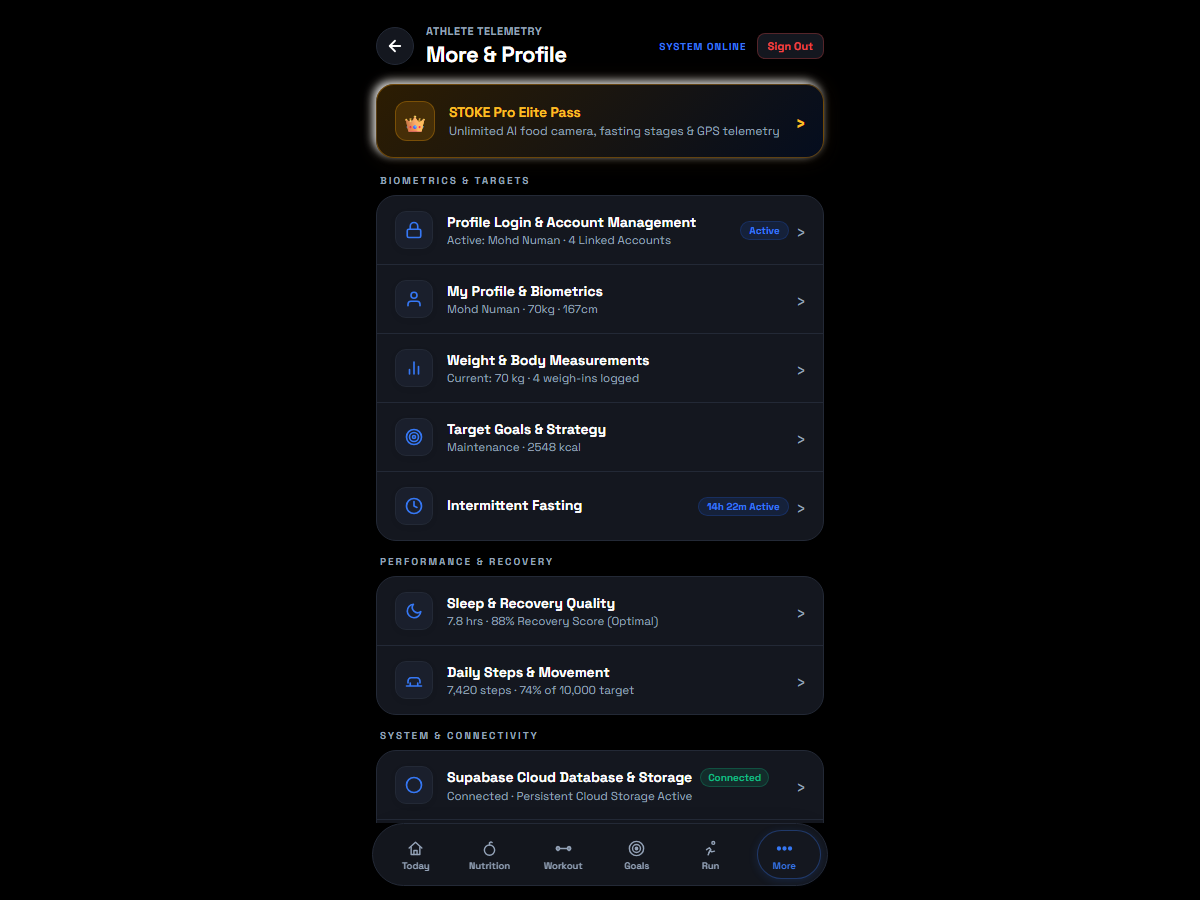 ATHLETE TELEMETRY
More & Profile
SYSTEM ONLINE
Sign Out
STOKE Pro Elite Pass
Unlimited AI food camera, fasting stages & GPS telemetry
>
BIOMETRICS & TARGETS
Profile Login & Account Management
Active: Mohd Numan · 4 Linked Accounts
Active
>
My Profile & Biometrics
Mohd Numan · 70kg · 167cm
>
Weight & Body Measurements
Current: 70 kg · 4 weigh-ins logged
>
Target Goals & Strategy
Maintenance · 2548 kcal
>
Intermittent Fasting
14h 22m Active
>
PERFORMANCE & RECOVERY
Sleep & Recovery Quality
7.8 hrs · 88% Recovery Score (Optimal)
>
Daily Steps & Movement
7,420 steps · 74% of 10,000 target
>
SYSTEM & CONNECTIVITY
Supabase Cloud Database & Storage
Connected
Connected · Persistent Cloud Storage Active
>
Today
Nutrition
Workout
Goals
Run
More